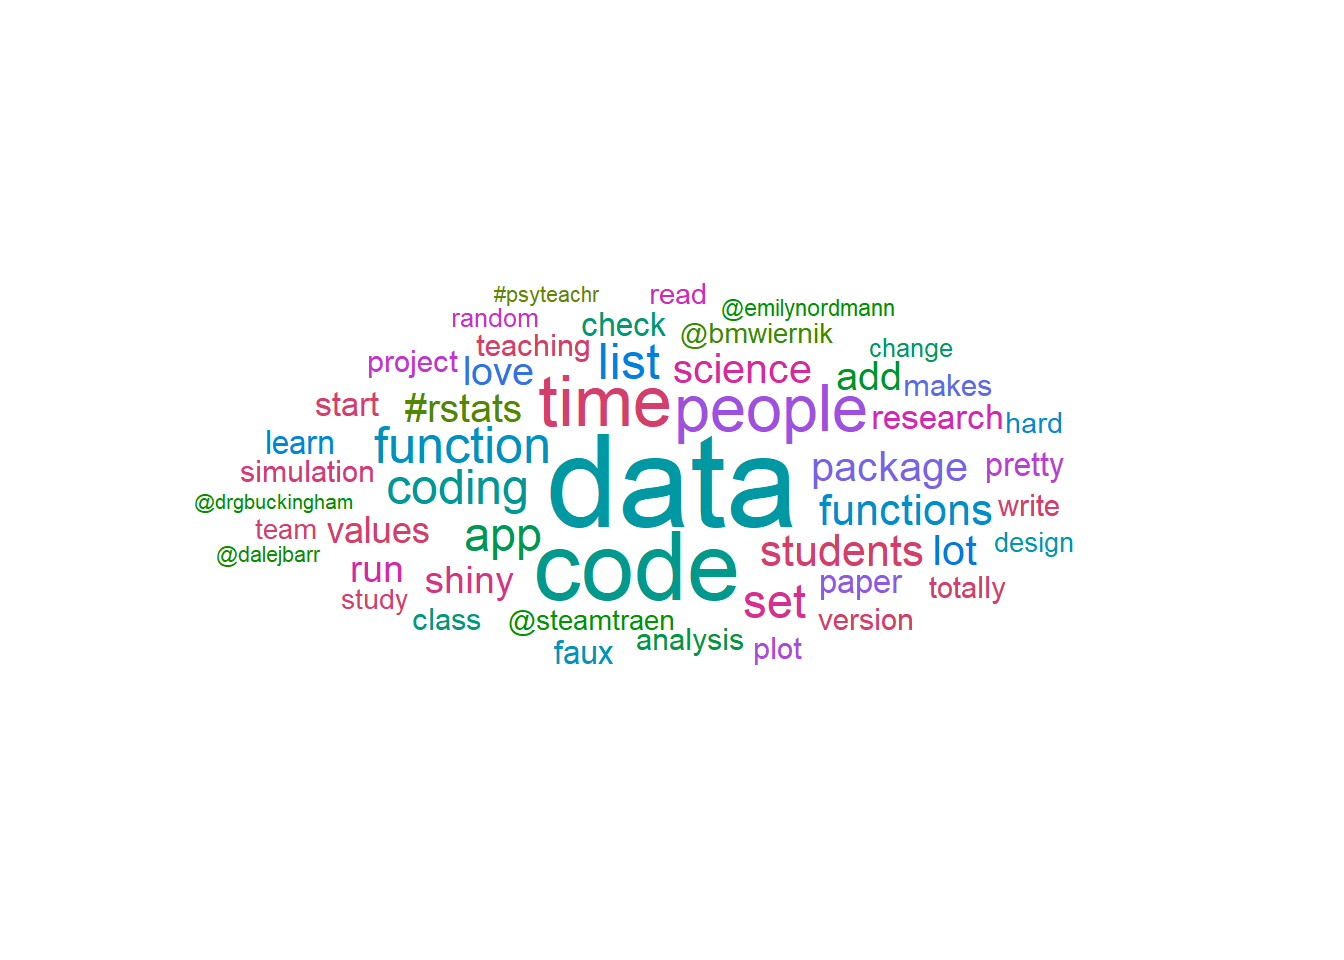 #psyteachr
read
@emilynordmann
random
check
@bmwiernik
teaching
change
project
love
list
science
add
makes
start
#rstats
time
people
research
hard
learn
function
data
package
pretty
simulation
coding
functions
write
@drgbuckingham
team
values
app
code
students
lot
design
@dalejbarr
run
shiny
set
paper
totally
study
class
@steamtraen
analysis
version
faux
plot